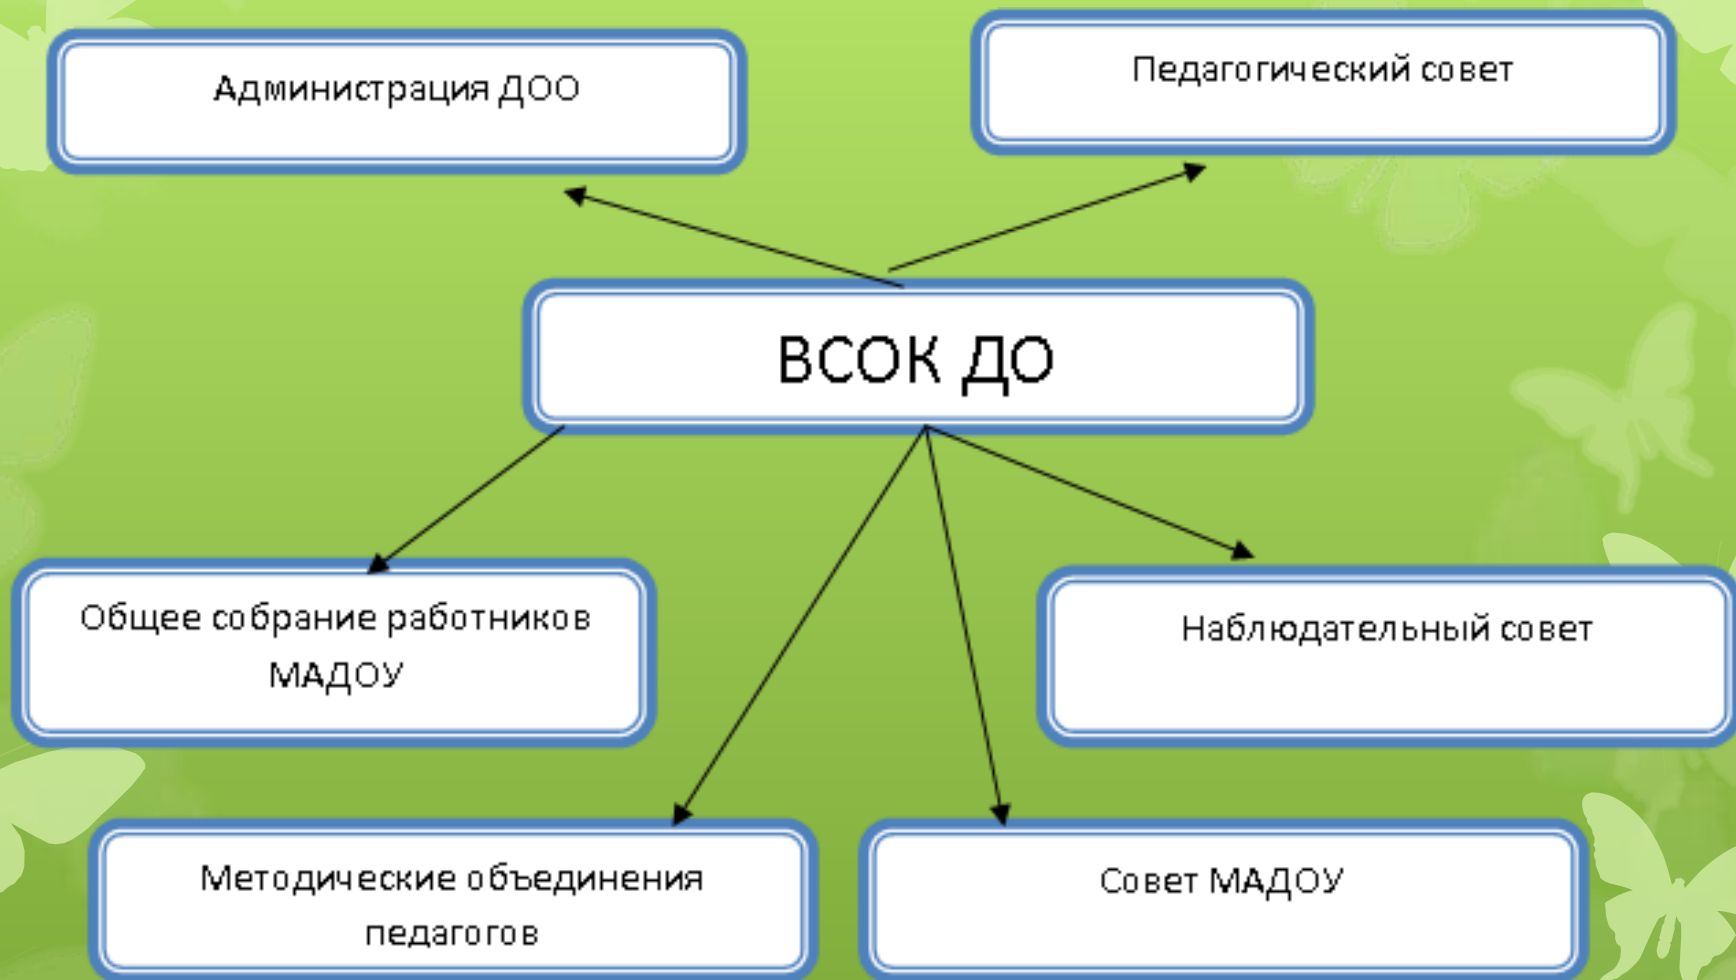 Администрация ДОО
Педагогический совет
ВСОК ДО
Общее собрание работников
МАДОУ
Наблюдательный совет
Методические объединения
педагогов
Совет МАДОУ